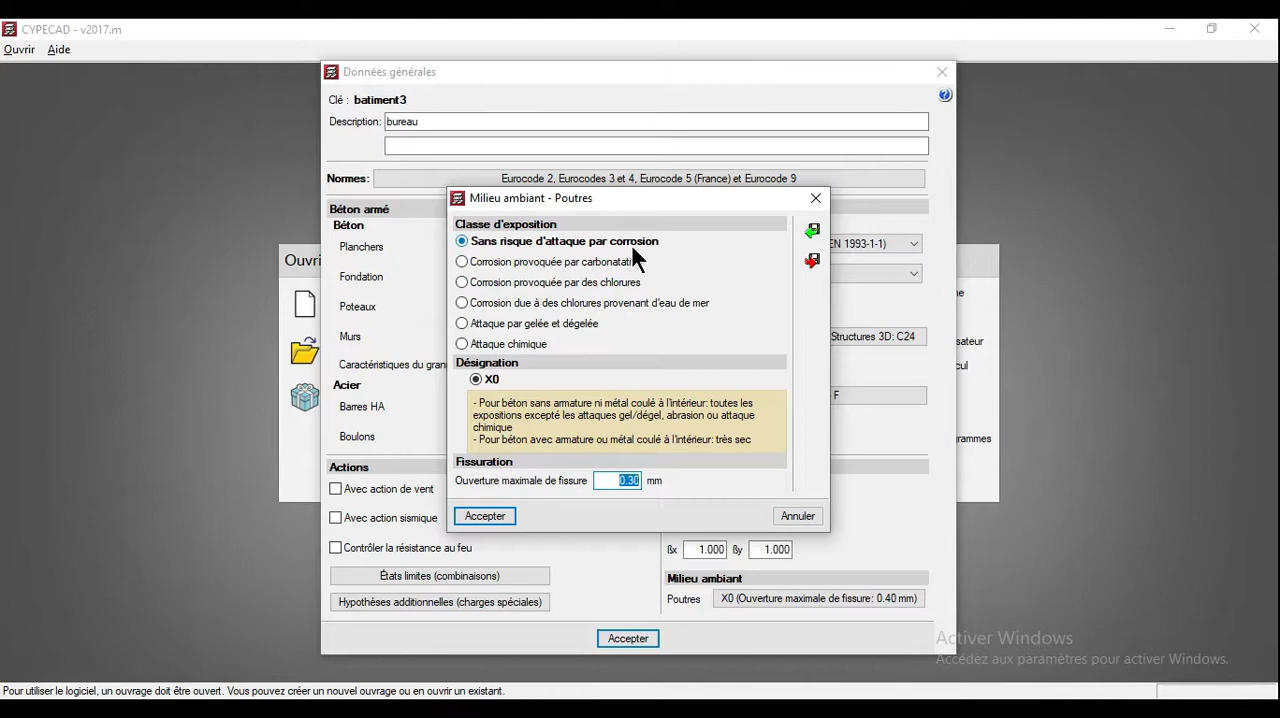 CYPECAD - v2017.m
Ouvrir Aide
Données générales
Clé : batiment3
Description: bureau
Normes: Eurocode 2, Eurocodes 3 et 4, Eurocode 5 (France) et Eurocode 9
Béton armé
Béton
Planchers
Fondation
Poteaux
Murs
Caractéristiques du
Acier
Barres HA
Boulons
Actions
Avec action de vent
Avec action sismique
Contrôler la résistance au feu
États limites (combinaisons)
Hypothèses additionnelles (charges spéciales)
Milieu ambiant - Poutres
Classe d'exposition
Sans risque d'attaque par corrosion
Corrosion provoquée par
Corrosion provoquée par des chlorures
Corrosion due à des chlorures provenant d'eau de mer
Attaque par gelée et dégelée
Attaque chimique
Désignation
X0
- Pour béton sans armature ni métal coulé à l'intérieur: toutes les
expositions excepté les attaques gel/dégel, abrasion ou attaque
chimique
- Pour béton avec armature ou métal coulé à l'intérieur: très sec
Fissuration
Ouverture maximale de fissure 0.30 mm
Accepter Annuler
EN 1993-1-1)
Structures 3D: C24
F
ßx 1.000 ßy 1.000
Milieu ambiant
Poutres X0 (Ouverture maximale de fissure: 0.40 mm)
Accepter
Ouvri
Activer Windows
Accédez aux paramètres pour activer Windows.
Pour utiliser le logiciel, un ouvrage doit être ouvert. Vous pouvez créer un nouvel ouvrage ou en ouvrir un existant.